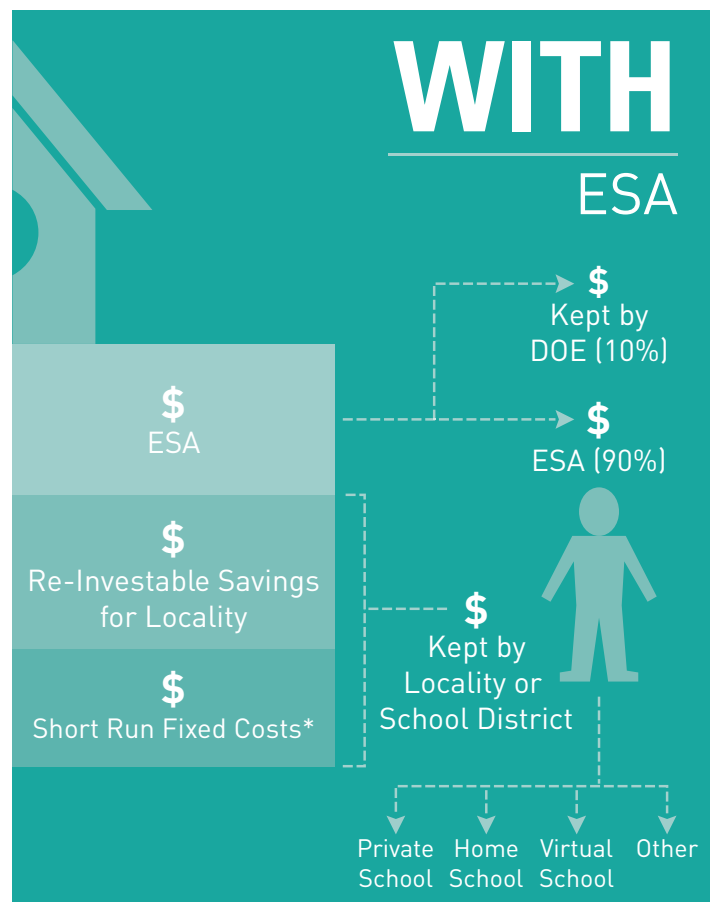 WITH
ESA
$
Kept by
DOE (10%)
$
ESA
$
ESA (90%)
$
Re-Investable Savings
for Locality
$
Kept by
Locality or
School District
$
Short Run Fixed Costs*
Private
School
Home
School
Virtual
School
Other